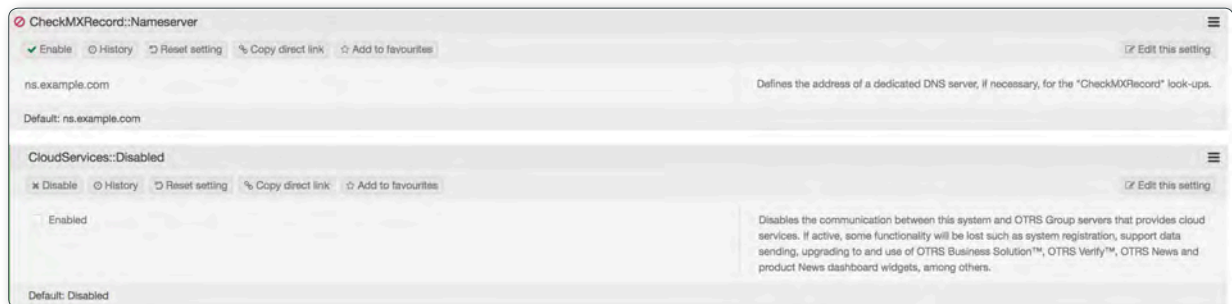 CheckMXRecord::Nameserver
Enable History Reset setting Copy direct link Add to favourites Edit this setting
ns.example.com Defines the address of a dedicated DNS server, if necessary, for the "CheckMXRecord" look-ups.
Default: ns.example.com
CloudServices::Disabled
Disable History Reset setting Copy direct link Add to favourites Edit this setting
Enabled
Disables the communication between this system and OTRS Group servers that provides cloud
services. If active, some functionality will be lost such as system registration, support data
sending, upgrading to and use of OTRS Business Solution™, OTRS Verify™, OTRS News and
product News dashboard widgets, among others.
Default: Disabled